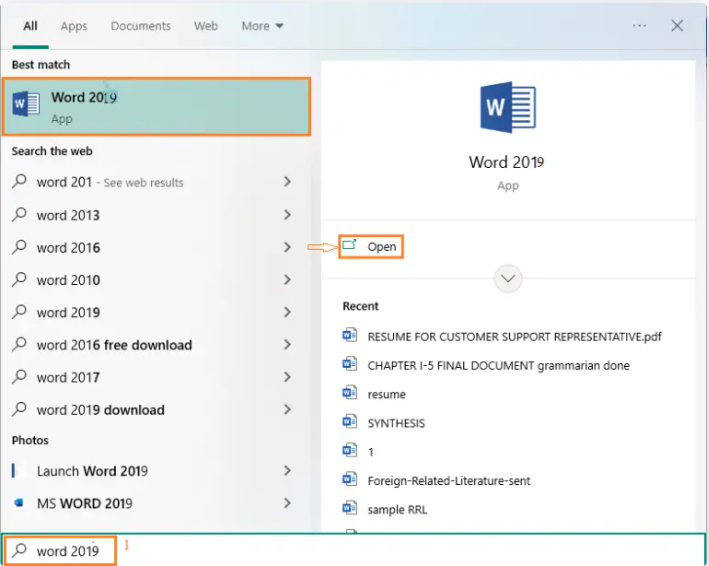 All Apps Documents Web More
Best match
Word 2019
App
Search the web
word 201 - See web results
word 2013
word 2016
word 2010
word 2019
word 2016 free download
word 2017
word 2019 download
Photos
Launch Word 2019
MS WORD 2019
word 2019 1
W
Word 2019
App
Open
Recent
RESUME FOR CUSTOMER SUPPORT REPRESENTATIVE.pdf
CHAPTER I-5 FINAL DOCUMENT grammarian done
resume
SYNTHESIS
1
Foreign-Related-Literature-sent
sample RRL